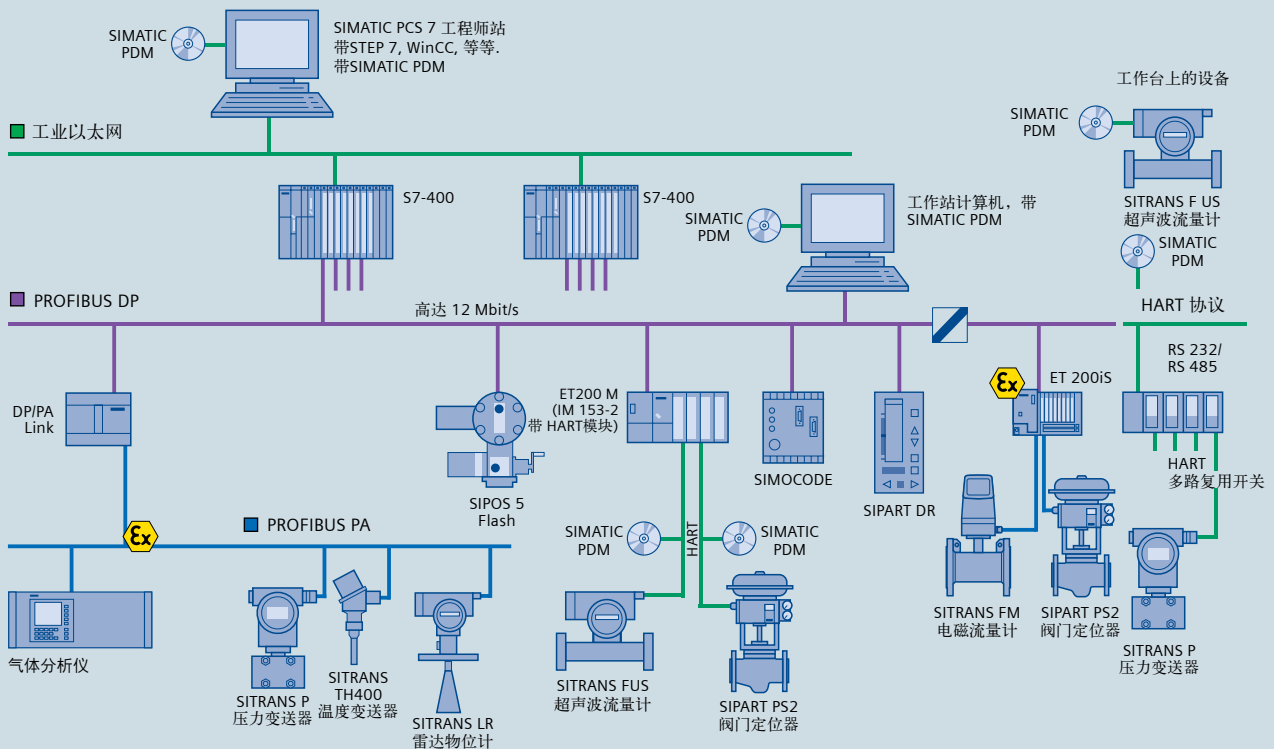 SIMATIC
PDM
SIMATIC PCS 7 工程师站
带STEP 7, WinCC, 等等.
带SIMATIC PDM
工作台上的设备
SIMATIC
PDM
工业以太网
S7-400
S7-400
SIMATIC
PDM
工作站计算机，带
SIMATIC PDM
SITRANS F US
超声波流量计
SIMATIC
PDM
PROFIBUS DP
高达 12 Mbit/s
HART 协议
RS 232/
RS 485
DP/PA
Link
ET200 M
(IM 153-2
带 HART模块)
Ex
ET 200iS
SIPOS 5
Flash
SIMOCODE
SIPART DR
HART
多路复用开关
Ex
PROFIBUS PA
SIMATIC
PDM
HART
SIMATIC
PDM
气体分析仪
SITRANS P
压力变送器
SITRANS
TH400
温度变送器
SITRANS LR
雷达物位计
SITRANS FUS
超声波流量计
SIPART PS2
阀门定位器
SITRANS FM
电磁流量计
SIPART PS2
阀门定位器
SITRANS P
压力变送器